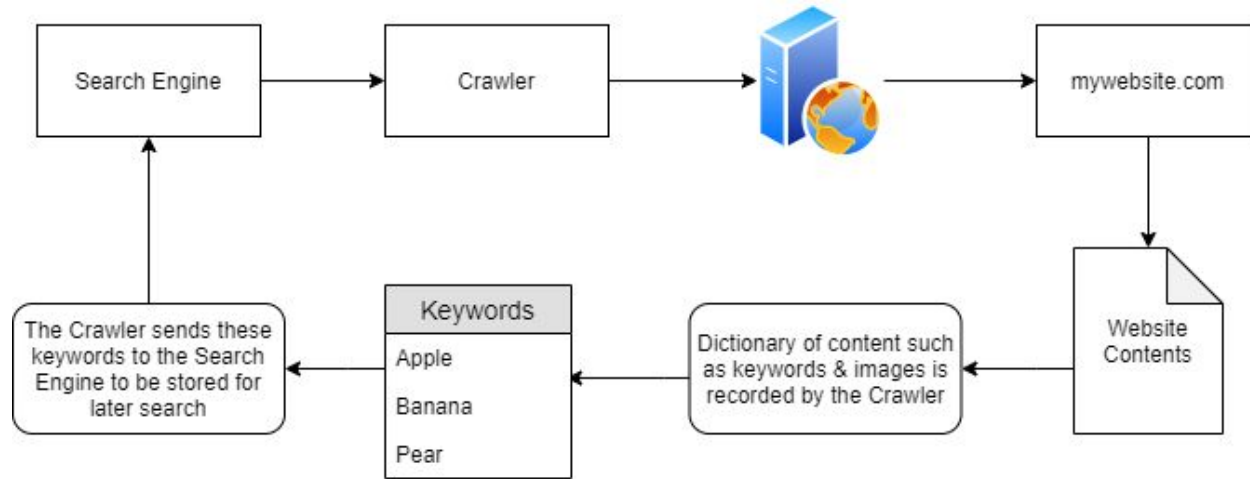 Search Engine
Crawler
mywebsite.com
Website
Contents
Dictionary of content such
as keywords & images is
recorded by the Crawler
Keywords
Apple
Banana
Pear
The Crawler sends these
keywords to the Search
Engine to be stored for
later search